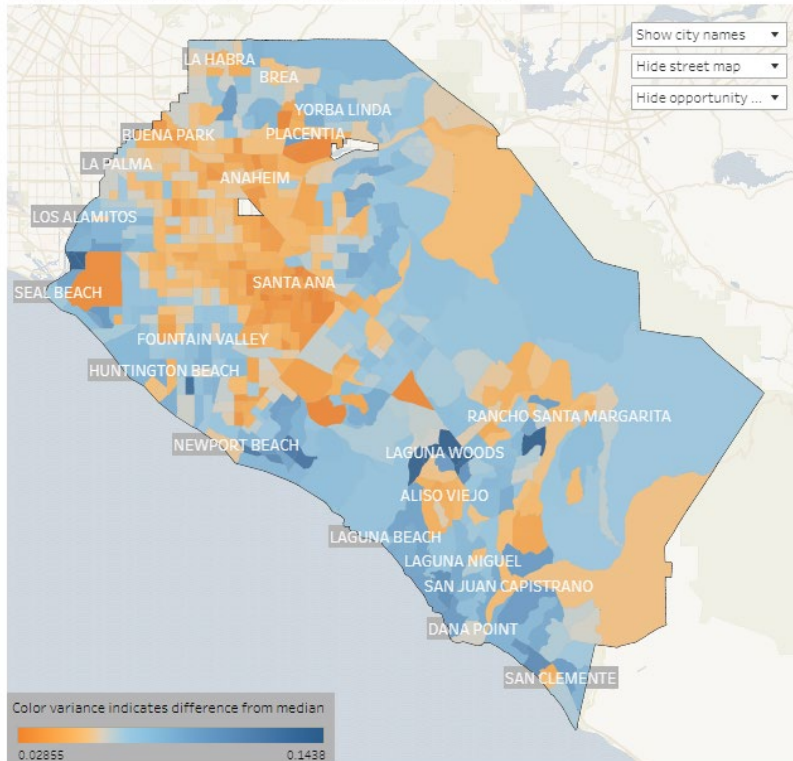 Show city names
Hide street map
Hide opportunity ...
LA HABRA
BREA
YORBA LINDA
BUENA PARK
PLACENTIA
LA PALMA
ANAHEIM
LOS ALAMITOS
SANTA ANA
SEAL BEACH
FOUNTAIN VALLEY
HUNTINGTON BEACH
RANCHO SANTA MARGARITA
NEWPORT BEACH
LAGUNA WOODS
ALISO VIEJO
LAGUNA BEACH
LAGUNA NIGUEL
SAN JUAN CAPISTRANO
DANA POINT
SAN CLEMENTE
Color variance indicates difference from median
0.02855 0.1438